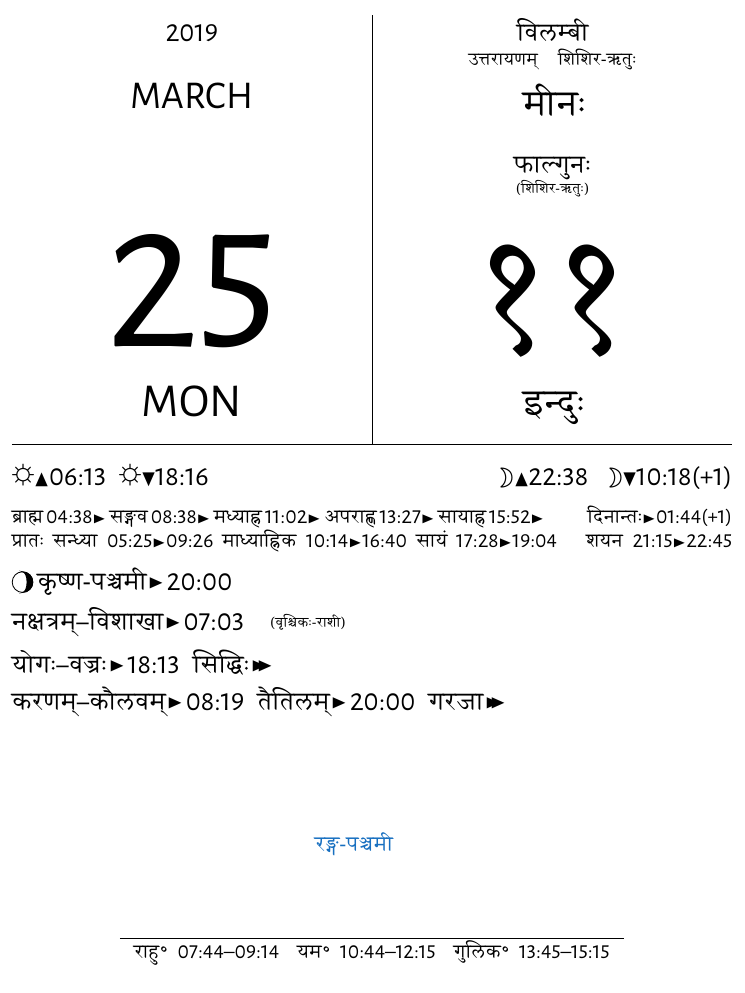 2019
MARCH
25
MON
विलम्बी
उत्तरायणम् शिशिर-ऋतुः
मीनः
फाल्गुनः
(शिशिर-ऋतुः)
११
इन्दुः
☼▲06:13 ☼▼18:16 ☽▲22:38 ☽▼10:18(+1)
ब्राह्म 04:38► सङ्गव 08:38► मध्याह्न 11:02► अपराह्ण 13:27► सायाह्न 15:52► दिनान्तः►01:44(+1)
प्रातः सन्ध्या 05:25►09:26 माध्याह्निक 10:14►16:40 सायं 17:28►19:04 शयन 21:15►22:45
कृष्ण-पञ्चमी►20:00
नक्षत्रम्–विशाखा►07:03 (वृश्चिकः-राशी)
योगः–वज्रः►18:13 सिद्धिः►►
करणम्–कौलवम्►08:19 तैतिलम्►20:00 गरजा►►
रङ्ग-पञ्चमी
राहु॰ 07:44–09:14 यम॰ 10:44–12:15 गुलिक॰ 13:45–15:15